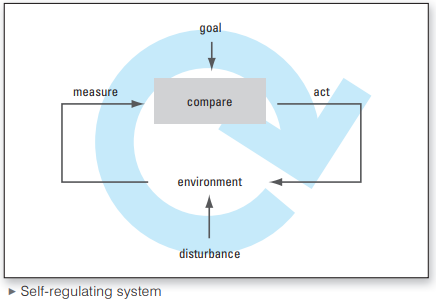 goal
measure
act
compare
environment
disturbance
► Self-regulating system